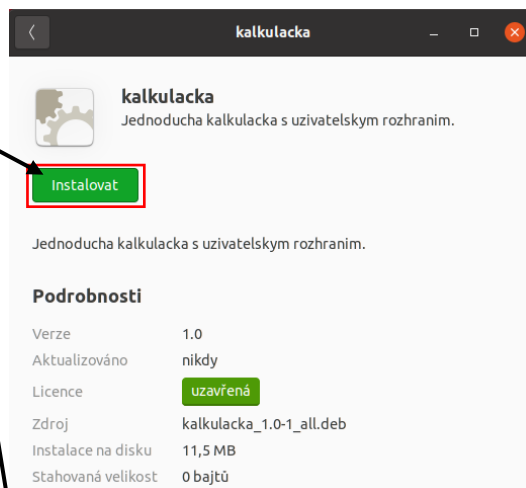 kalkulacka
kalkulacka
Jednoducha kalkulacka s uzivatelskym rozhranim.
Instalovat
Jednoducha kalkulacka s uzivatelskym rozhranim.
Podrobnosti
Verze 1.0
Aktualizováno nikdy
Licence uzavřená
Zdroj kalkulacka_1.0-1_all.deb
Instalace na disku 11,5 MB
Stahovaná velikost 0 bajtů